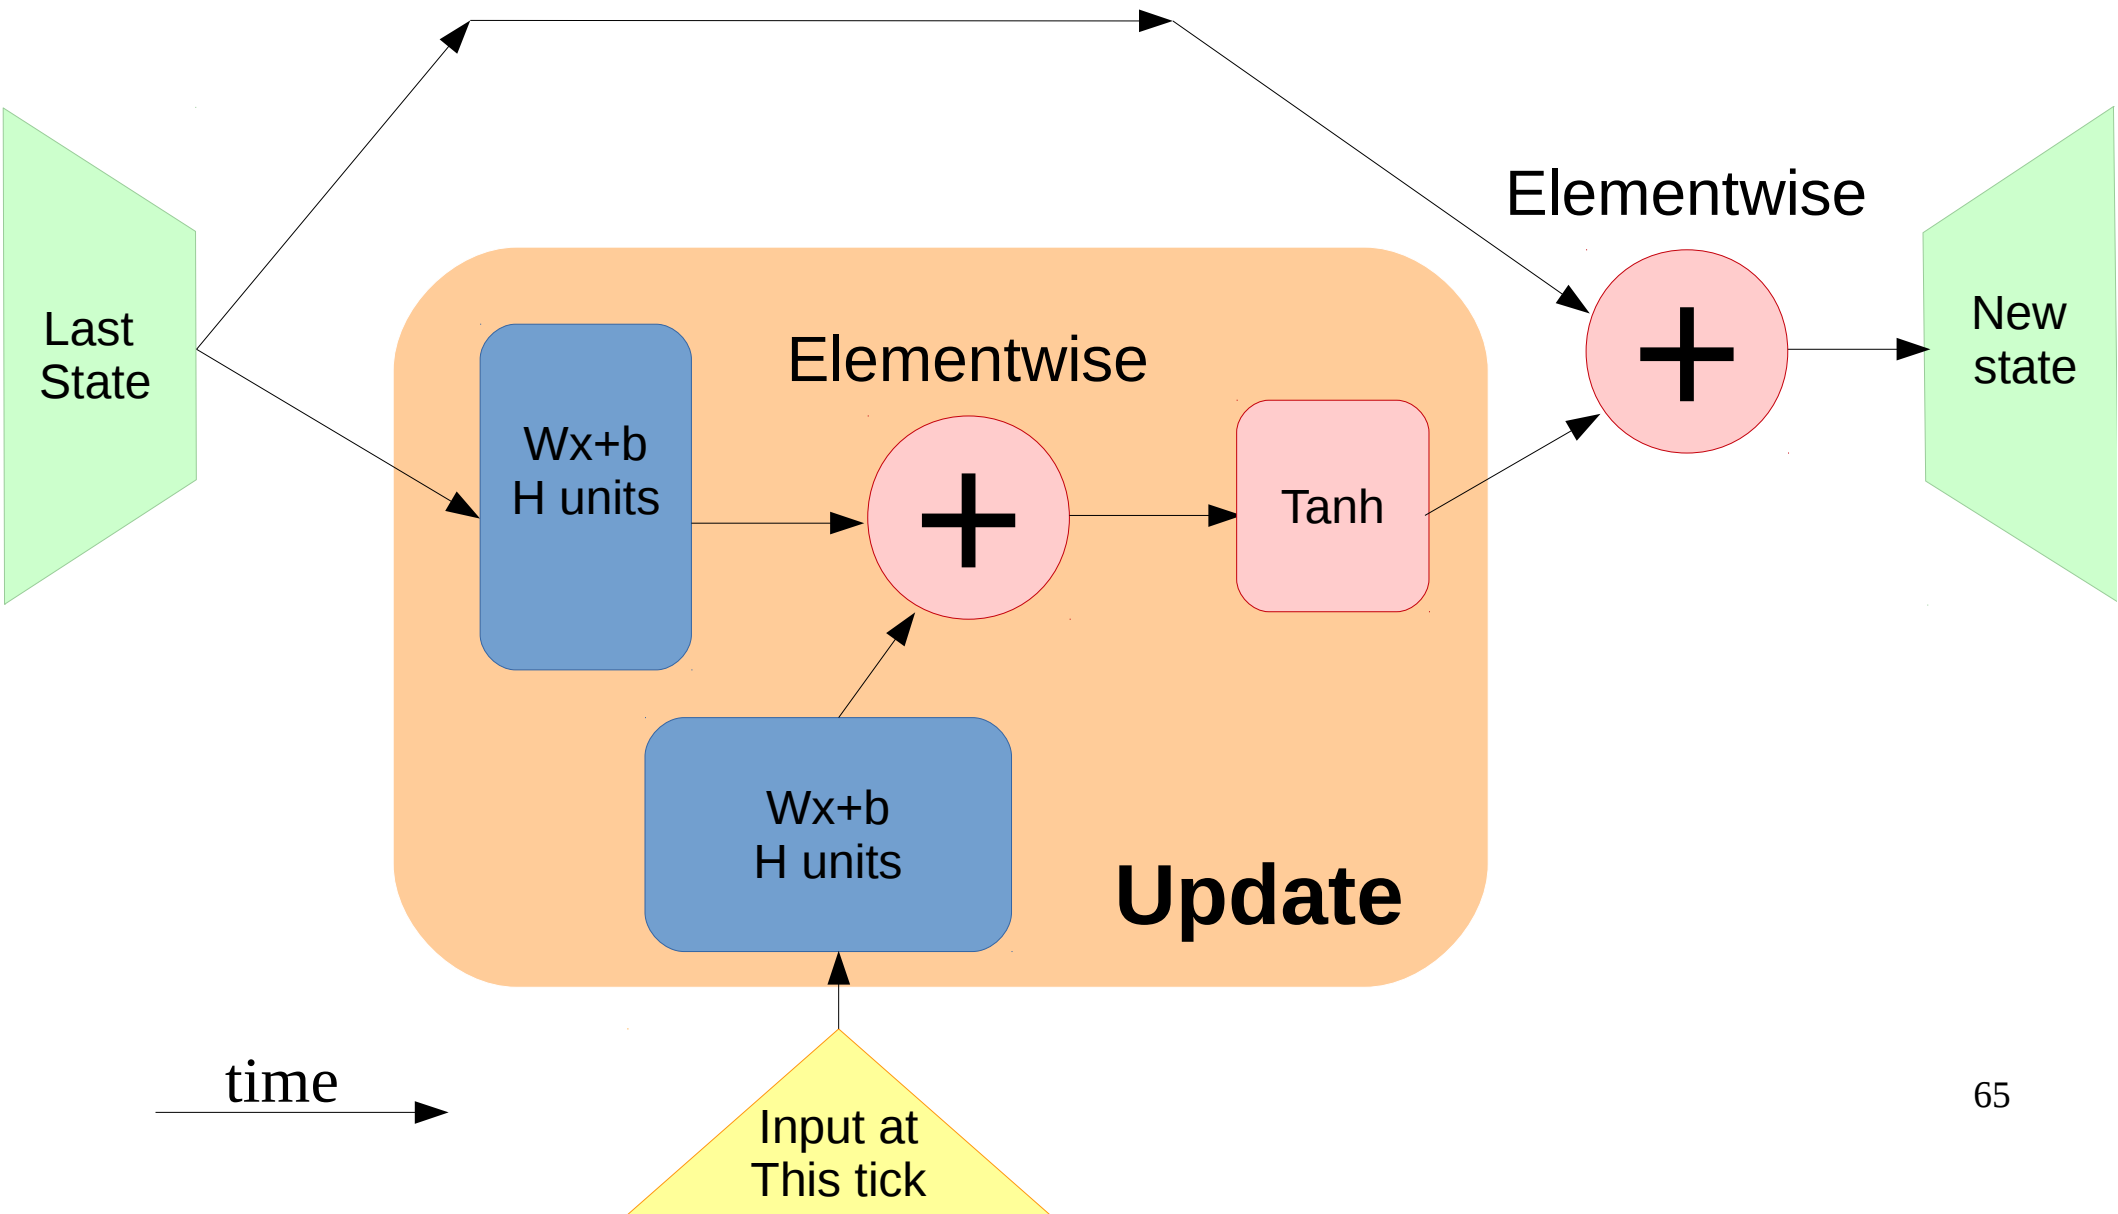 Elementwise
Last
State
New
state
Elementwise
Wx+b
H units
Tanh
Wx+b
H units
Update
time
Input at
This tick
65